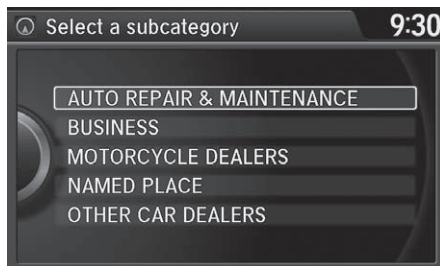 Select a subcategory 9:30
AUTO REPAIR & MAINTENANCE
BUSINESS
MOTORCYCLE DEALERS
NAMED PLACE
OTHER CAR DEALERS